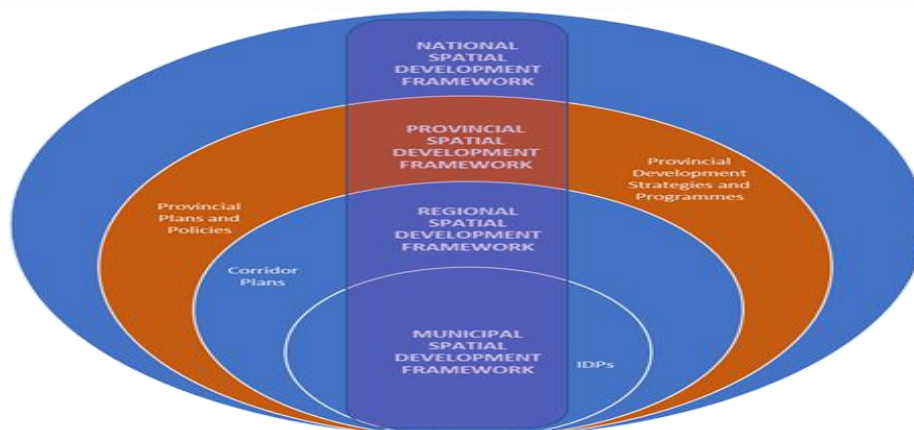 NATIONAL
SPATIAL
DEVELOPMENT
FRAMEWORK
PROVINCIAL
SPATIAL
DEVELOPMENT
FRAMEWORK
Provincial
Development
Strategies and
Programmes
Provincial
Plans and
Policies
REGIONAL
SPATIAL
DEVELOPMENT
FRAMEWORK
Corridor
Plans
MUNICIPAL
SPATIAL
DEVELOPMENT
FRAMEWORK
IDPs